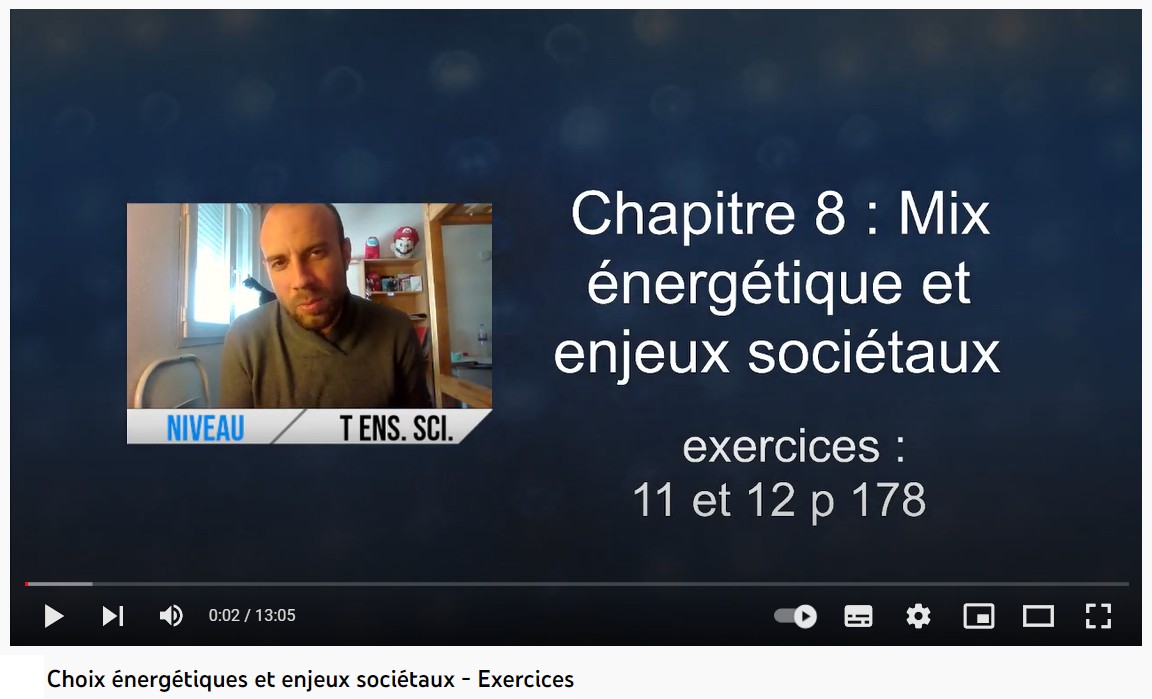 Chapitre 8 : Mix
énergétique et
enjeux sociétaux
NIVEAU
T ENS. SCI.
exercices :
11 et 12 p 178
0:02 / 13:05
Choix énergétiques et enjeux sociétaux - Exercices